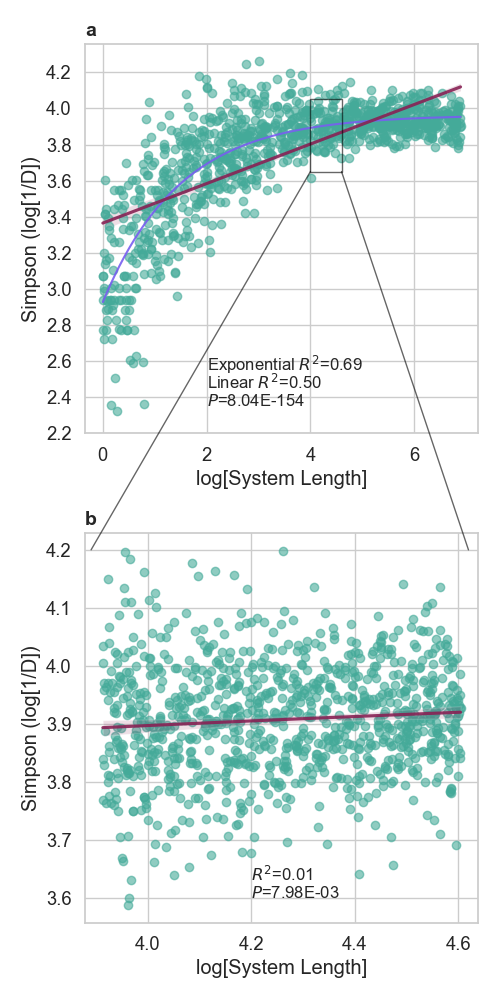 a
4.2
4.0
3.8
3.6
3.4
3.2
3.0
2.8
2.6
2.4
2.2
Simpson (log[1/D])
Exponential R²=0.69
Linear R²=0.50
P=8.04E-154
0 2 4 6
log[System Length]
b
4.2
4.1
4.0
3.9
3.8
3.7
3.6
Simpson (log[1/D])
R²=0.01
P=7.98E-03
4.0 4.2 4.4 4.6
log[System Length]